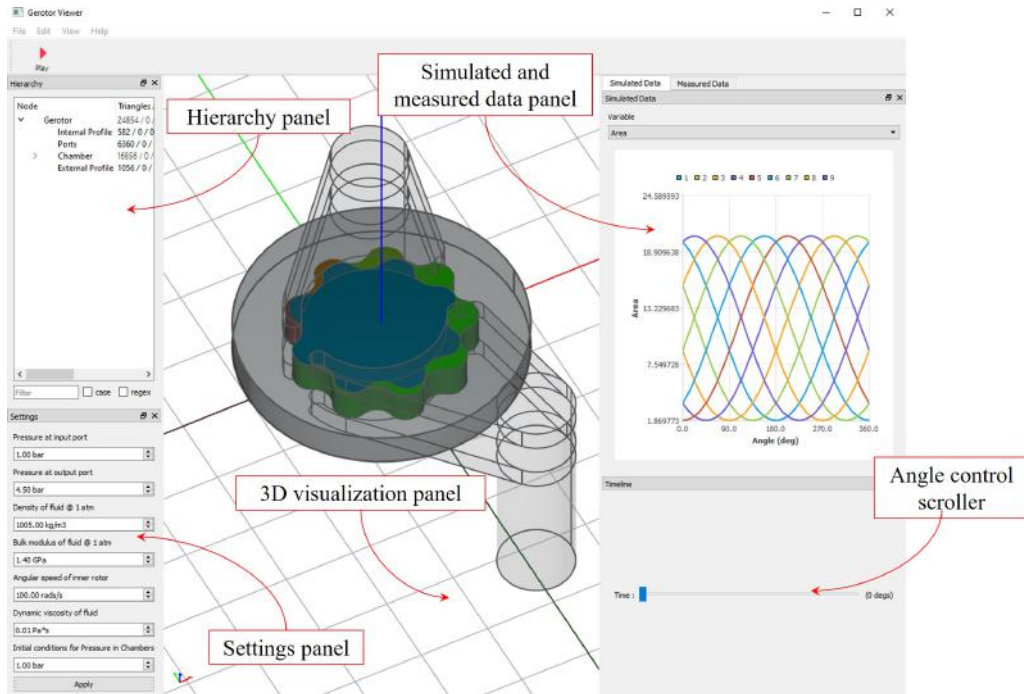 Gerotor Viewer
File Edit View Help
Play
Hierarchy
Node Triangles
Gerotor 24854 / 0 /
Internal Profile 582 / 0 / 0
Ports 6360 / 0 /
Chamber 16856 / 0 /
External Profile 1056 / 0 /
Filter case regex
Settings
Pressure at input port
1.00 bar
Pressure at output port
4.50 bar
Density of fluid @ 1 atm
1005.00 kg/m3
Bulk modulus of fluid @ 1 atm
1.40 GPa
Angular speed of inner rotor
100.00 rads/s
Dynamic viscosity of fluid
0.01 Pa*s
Initial conditions for Pressure in Chambers
1.00 bar
Apply
Hierarchy panel
Simulated and
measured data panel
3D visualization panel
Settings panel
Angle control
scroller
Simulated Data Measured Data
Simulated Data
Variable
Area
1 2 3 4 5 6 7 8 9
24.589593
18.909638
13.229683
7.549728
1.869773
Area
0.0 90.0 180.0 270.0 360.0
Angle (deg)
Timeline
Time : (0 degs)